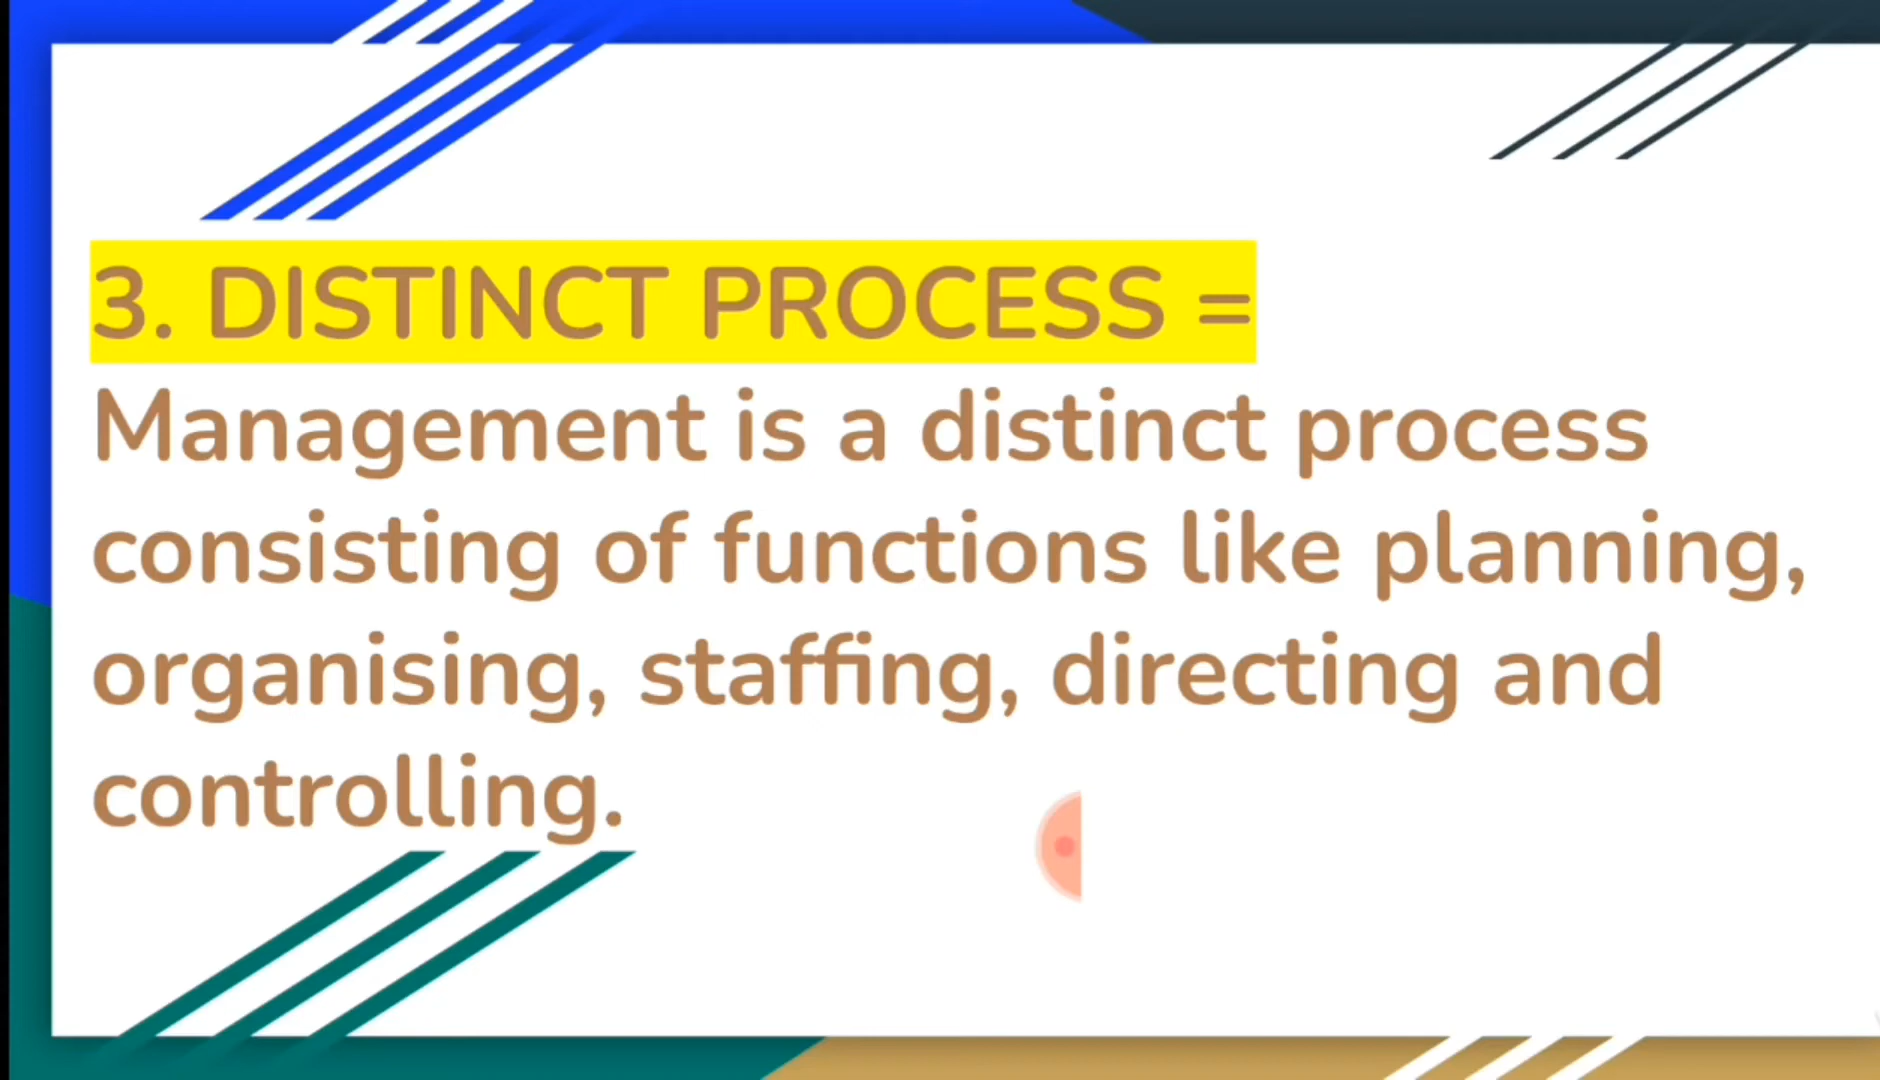 3. DISTINCT PROCESS =
Management is a distinct process
consisting of functions like planning,
organising, staffing, directing and
controlling.